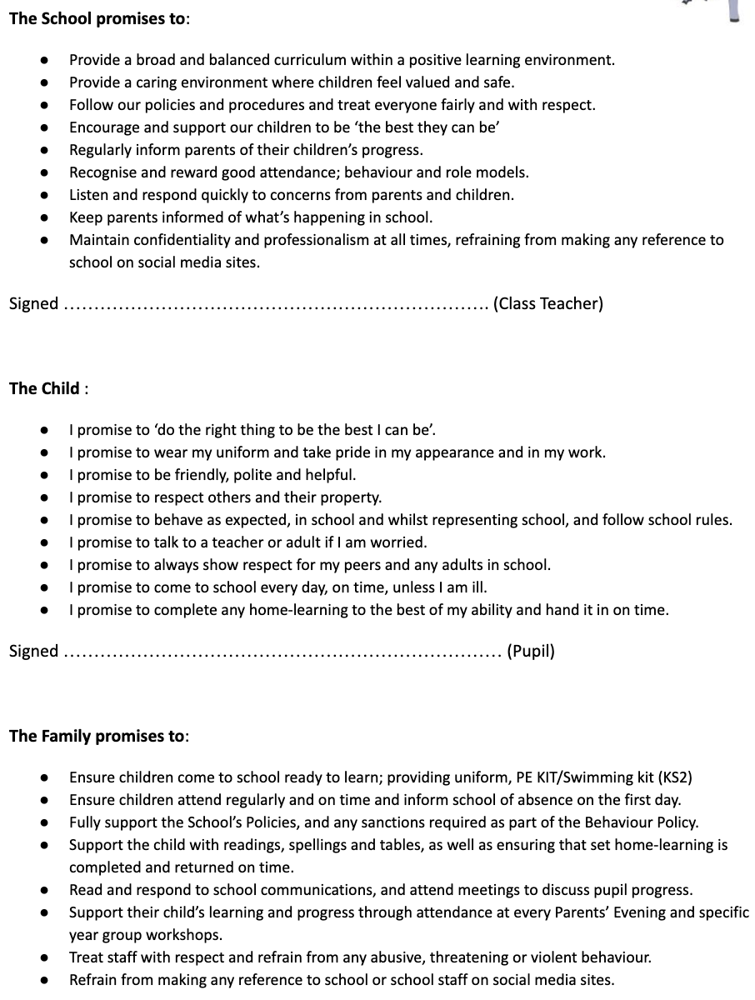 The School promises to:
● Provide a broad and balanced curriculum within a positive learning environment.
● Provide a caring environment where children feel valued and safe.
● Follow our policies and procedures and treat everyone fairly and with respect.
● Encourage and support our children to be ‘the best they can be’
● Regularly inform parents of their children’s progress.
● Recognise and reward good attendance; behaviour and role models.
● Listen and respond quickly to concerns from parents and children.
● Keep parents informed of what’s happening in school.
● Maintain confidentiality and professionalism at all times, refraining from making any reference to
school on social media sites.
Signed ……………………………………………………………. (Class Teacher)
The Child :
● I promise to ‘do the right thing to be the best I can be’.
● I promise to wear my uniform and take pride in my appearance and in my work.
● I promise to be friendly, polite and helpful.
● I promise to respect others and their property.
● I promise to behave as expected, in school and whilst representing school, and follow school rules.
● I promise to talk to a teacher or adult if I am worried.
● I promise to always show respect for my peers and any adults in school.
● I promise to come to school every day, on time, unless I am ill.
● I promise to complete any home-learning to the best of my ability and hand it in on time.
Signed ……………………………………………………………… (Pupil)
The Family promises to:
● Ensure children come to school ready to learn; providing uniform, PE KIT/Swimming kit (KS2)
● Ensure children attend regularly and on time and inform school of absence on the first day.
● Fully support the School’s Policies, and any sanctions required as part of the Behaviour Policy.
● Support the child with readings, spellings and tables, as well as ensuring that set home-learning is
completed and returned on time.
● Read and respond to school communications, and attend meetings to discuss pupil progress.
● Support their child’s learning and progress through attendance at every Parents’ Evening and specific
year group workshops.
● Treat staff with respect and refrain from any abusive, threatening or violent behaviour.
● Refrain from making any reference to school or school staff on social media sites.